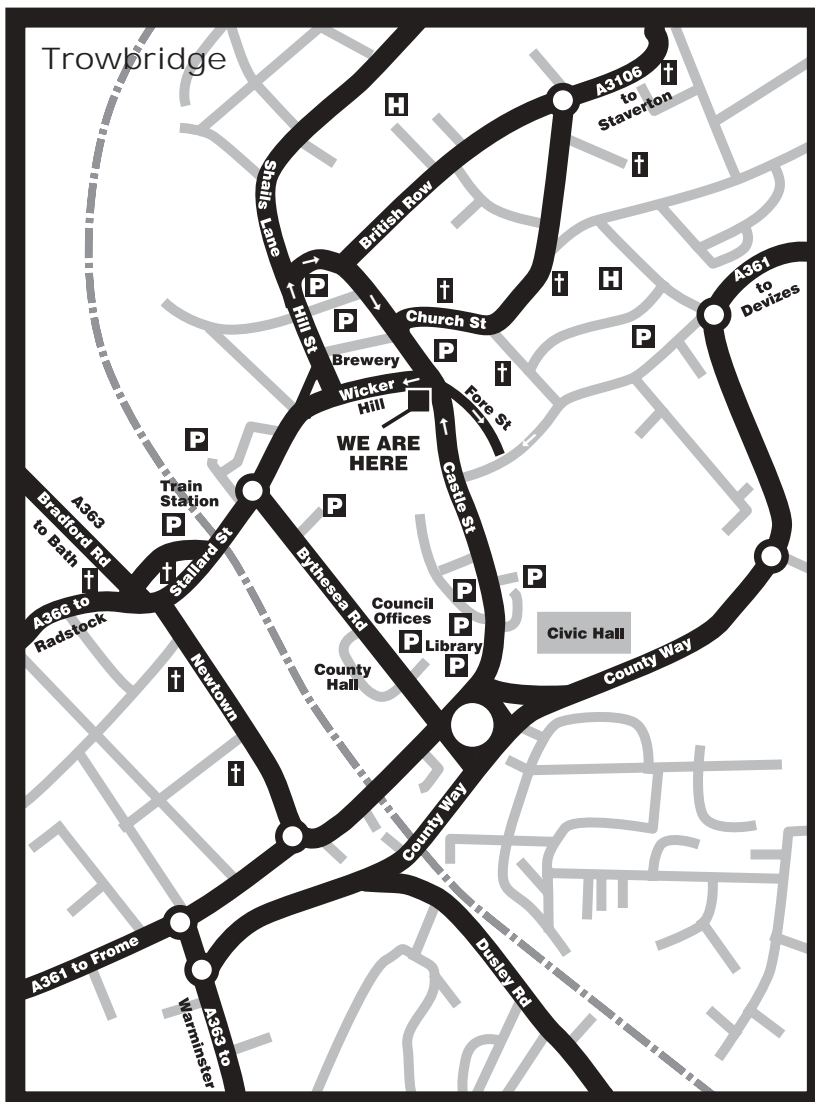 Trowbridge
A3106
to
Staverton
H
Shails Lane
British Row
A361
to
Devizes
H
P
Hill St
P
Church St
P
P
Brewery
Wicker
Hill
Fore St
WE ARE
HERE
P
Train
Station
P
P
Castle St
A363
Bradford Rd
to Bath
Stallard St
Bythesea Rd
A366 to
Radstock
P
P
Council
Offices
P
P
Library
P
Civic Hall
County
Hall
Newtown
County Way
County Way
A361 to Frome
Dusley Rd
A363 to
Warminster